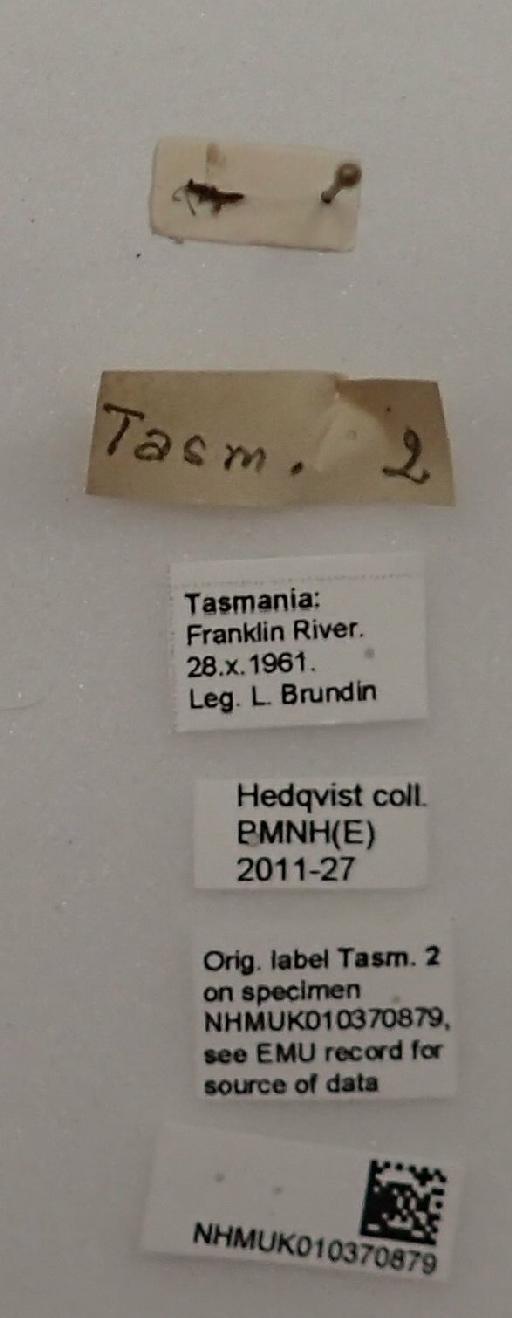 Tasm. 2
Tasmania:
Franklin River.
28.x.1961.
Leg. L. Brundin
Hedqvist coll.
BMNH(E)
2011-27
Orig. label Tasm. 2
on specimen
NHMUK010370879,
see EMU record for
source of data
NHMUK010370879